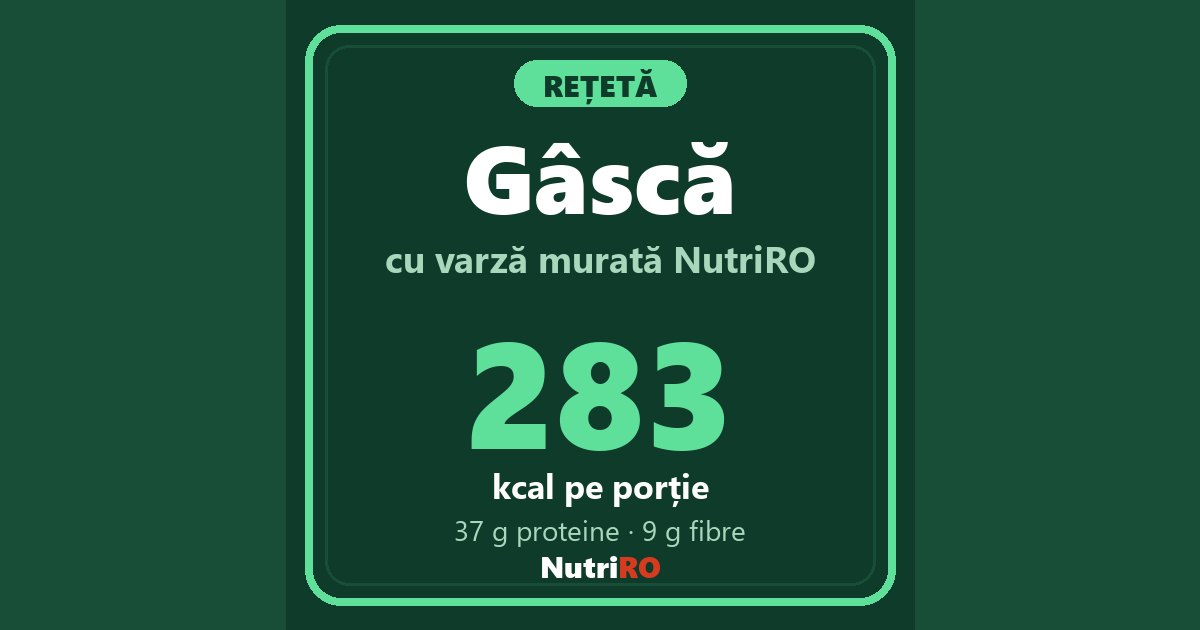 REȚETĂ
Gâscă
cu varză murată NutriRO
283
kcal pe porție
37 g proteine · 9 g fibre
NutriRO